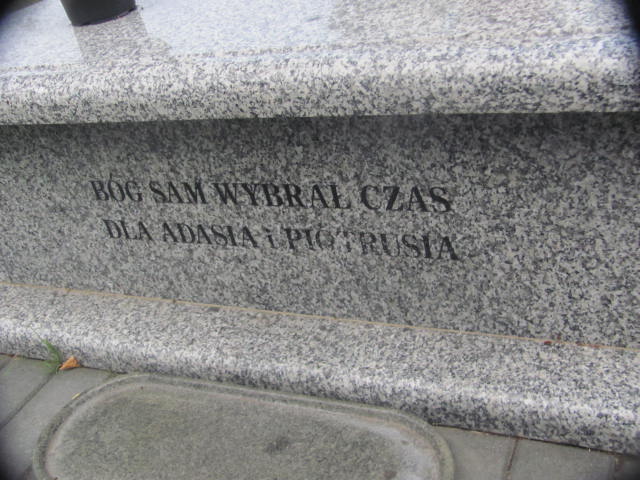 BÓG SAM WYBRAŁ CZAS
DLA ADASIA i PIOTRUSIA